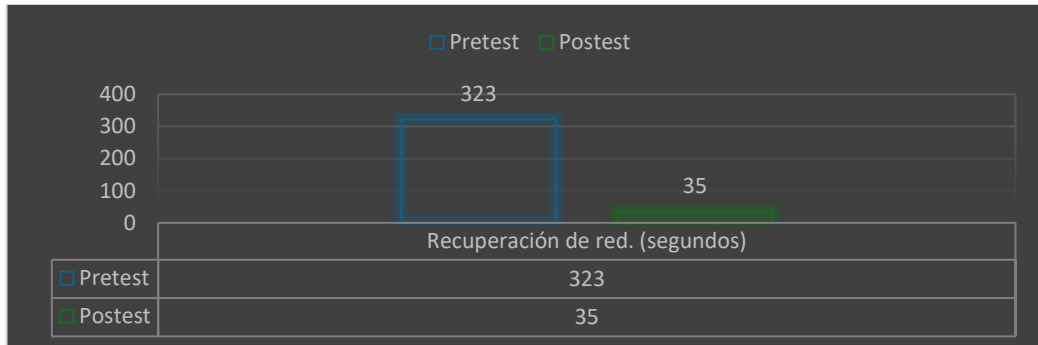 Pretest Postest
400
323
300
200
35
100
0
Recuperación de red. (segundos)
Pretest 323
Postest 35